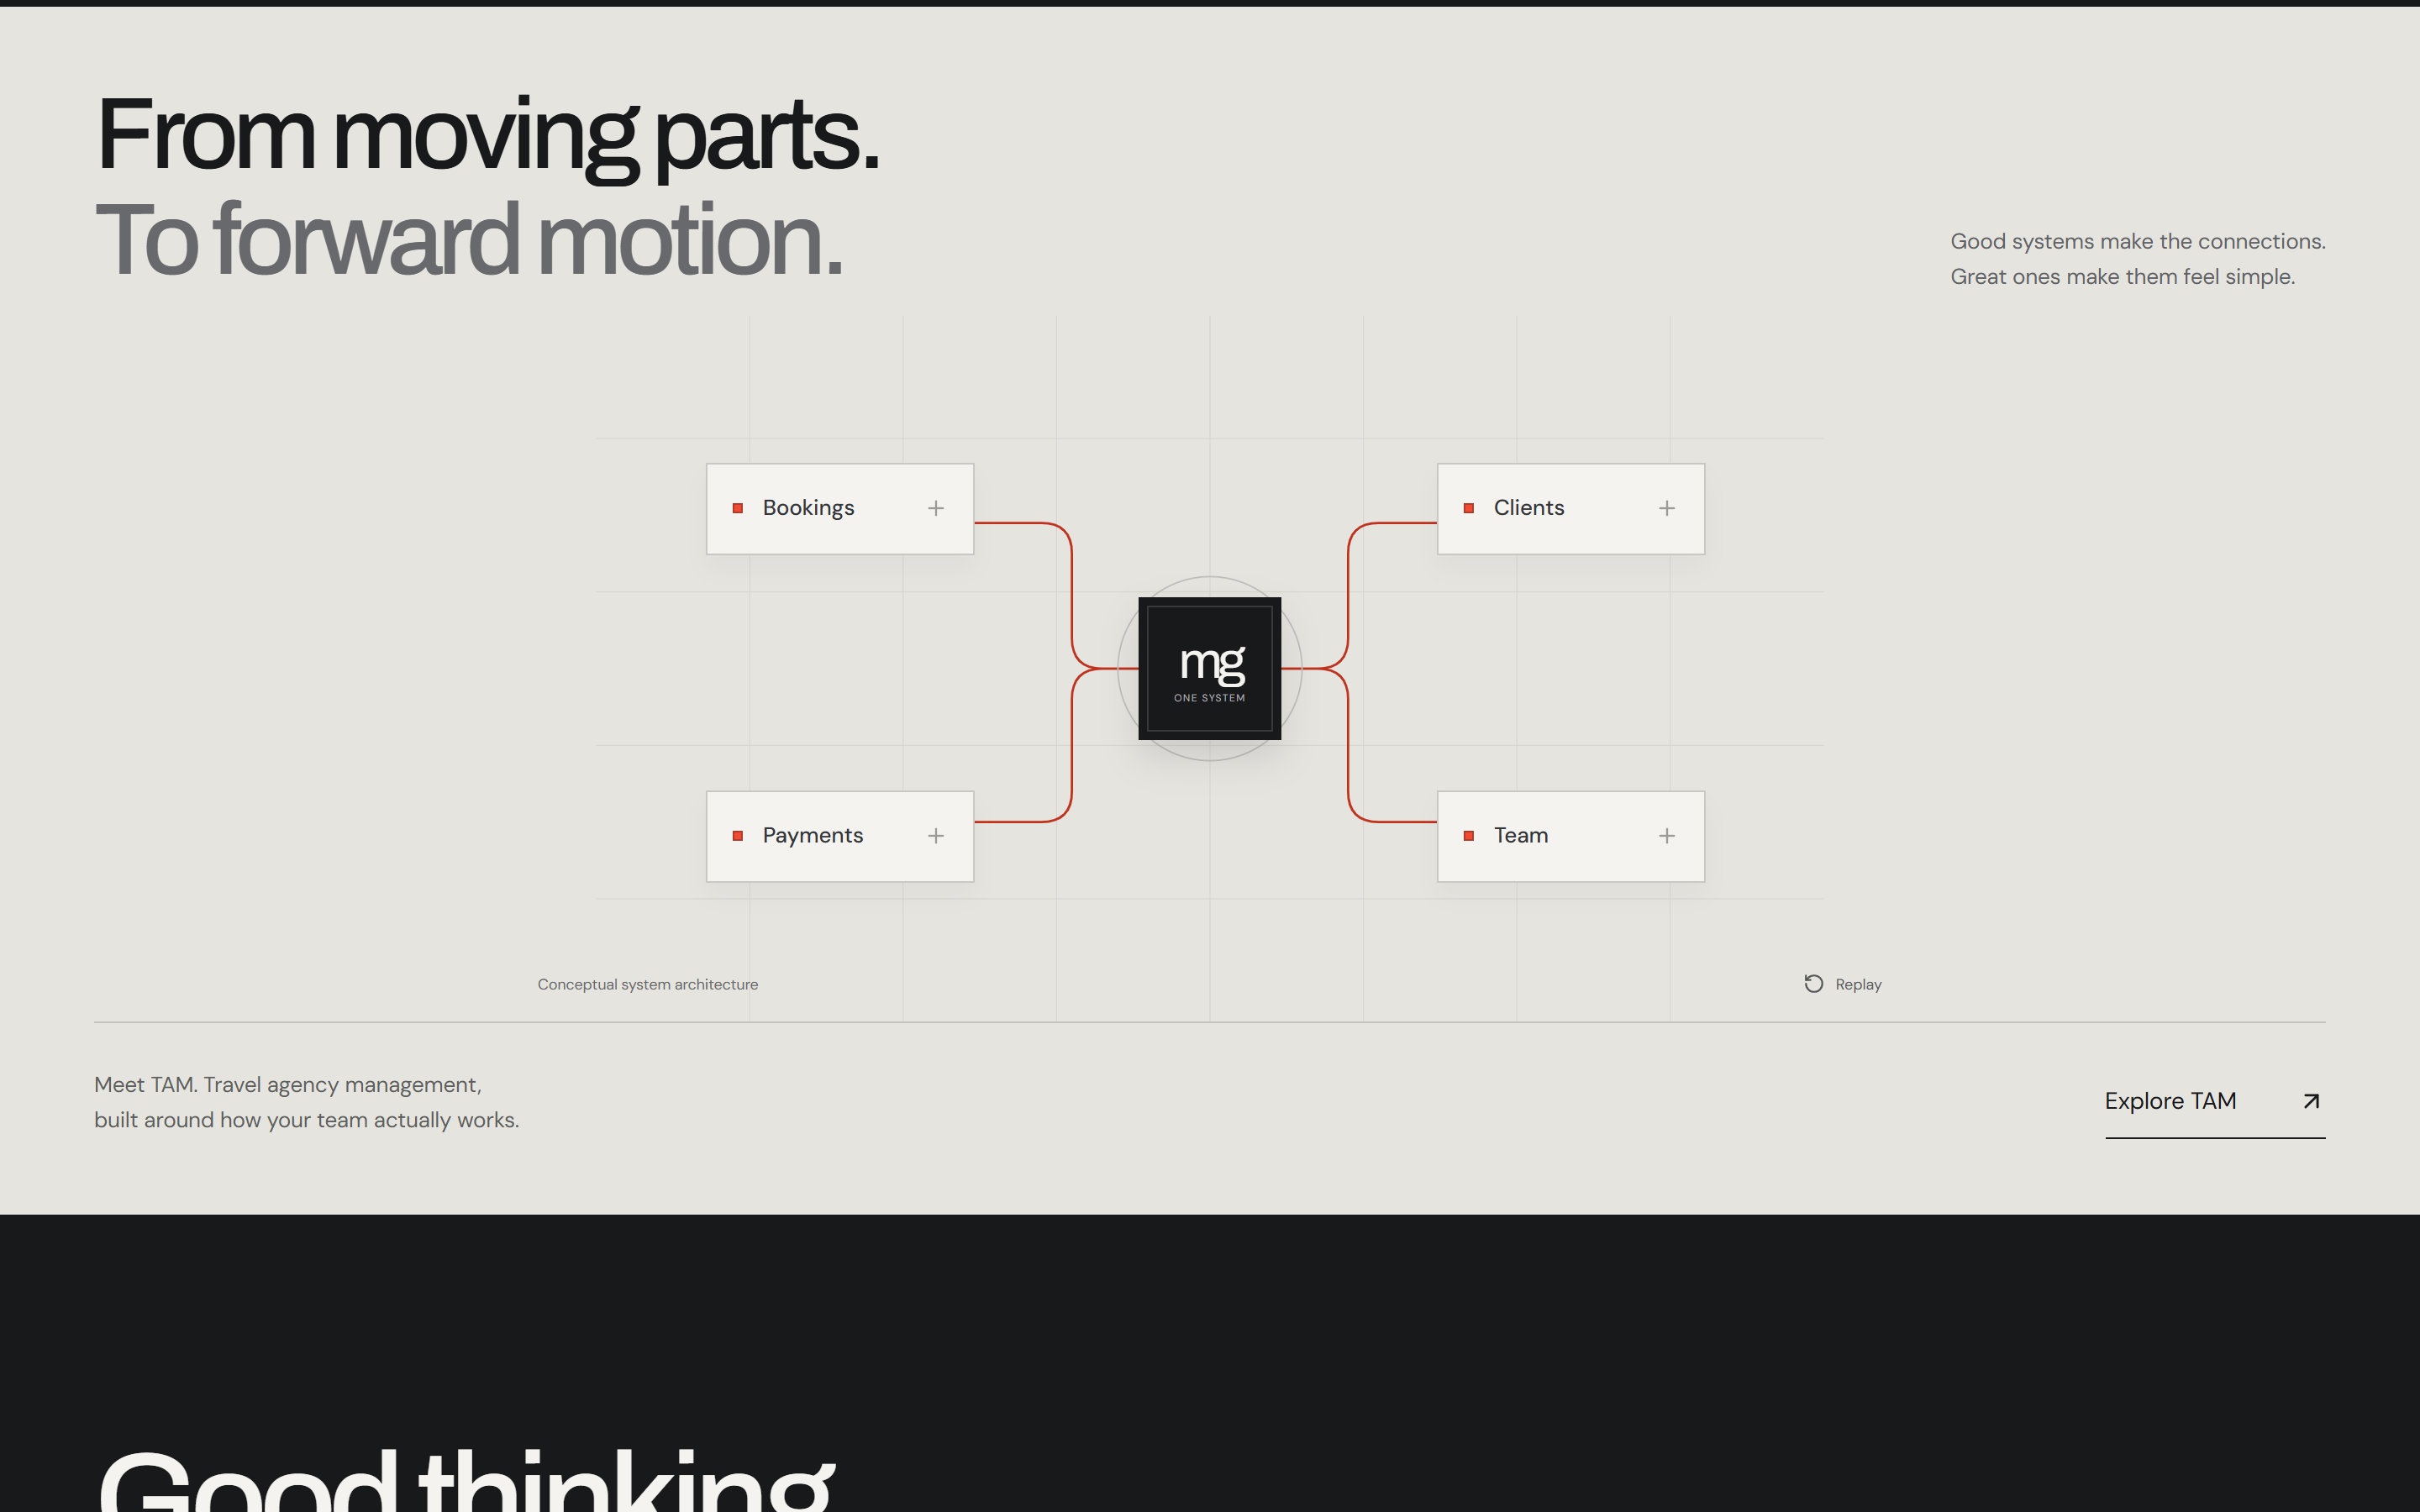 From moving parts.
To forward motion.
Good systems make the connections.
Great ones make them feel simple.
Bookings
Clients
mg
ONE SYSTEM
Payments
Team
Conceptual system architecture
Replay
Meet TAM. Travel agency management,
built around how your team actually works.
Explore TAM
Good thinking